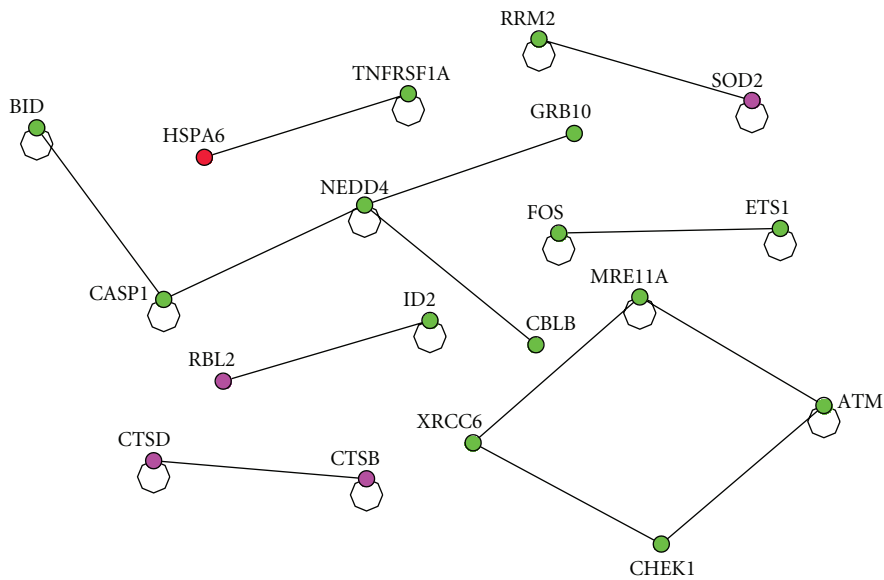 RRM2
TNFRSF1A
SOD2
BID
GRB10
HSPA6
NEDD4
FOS
ETS1
MRE11A
CASP1
ID2
CBLB
RBL2
ATM
XRCC6
CTSD
CTSB
CHEK1